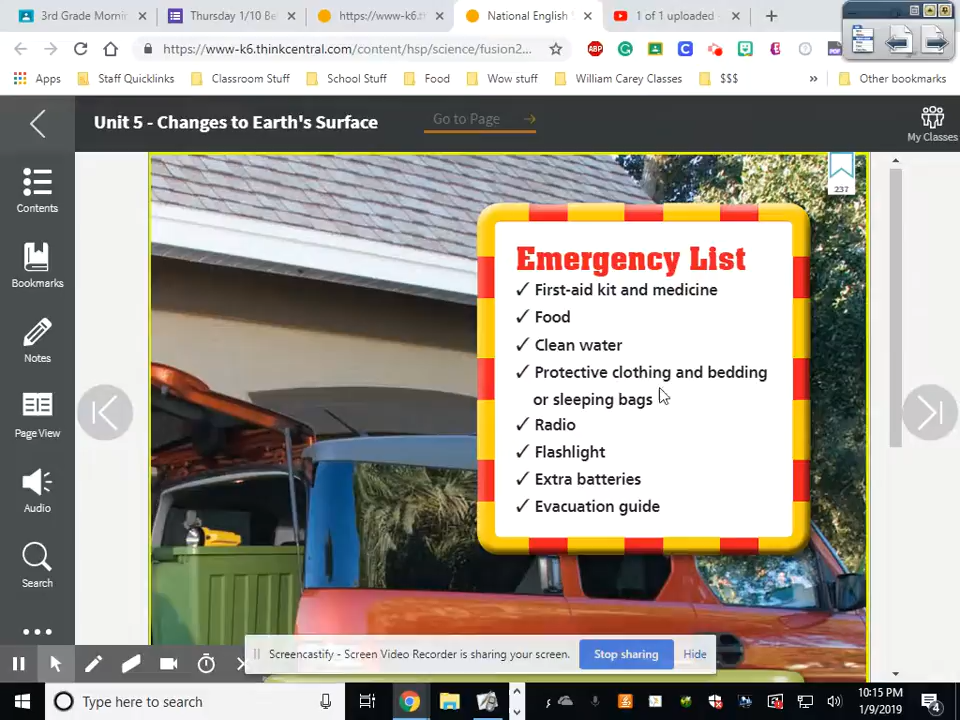 3rd Grade Mornin
Thursday 1/10 Be
https://www-k6.t
National English
1 of 1 uploaded -
https://www-k6.thinkcentral.com/content/hsp/science/fusion2...
ABP
Apps
Staff Quicklinks
Classroom Stuff
School Stuff
Food
Wow stuff
William Carey Classes
$$$
»
Other bookmarks
Unit 5 - Changes to Earth's Surface
Go to Page
My Classes
Contents
Bookmarks
Notes
Page View
Audio
Search
237
Emergency List
✓ First-aid kit and medicine
✓ Food
✓ Clean water
✓ Protective clothing and bedding
or sleeping bags
✓ Radio
✓ Flashlight
✓ Extra batteries
✓ Evacuation guide
Screencastify - Screen Video Recorder is sharing your screen.
Stop sharing
Hide
Type here to search
10:15 PM
1/9/2019
4